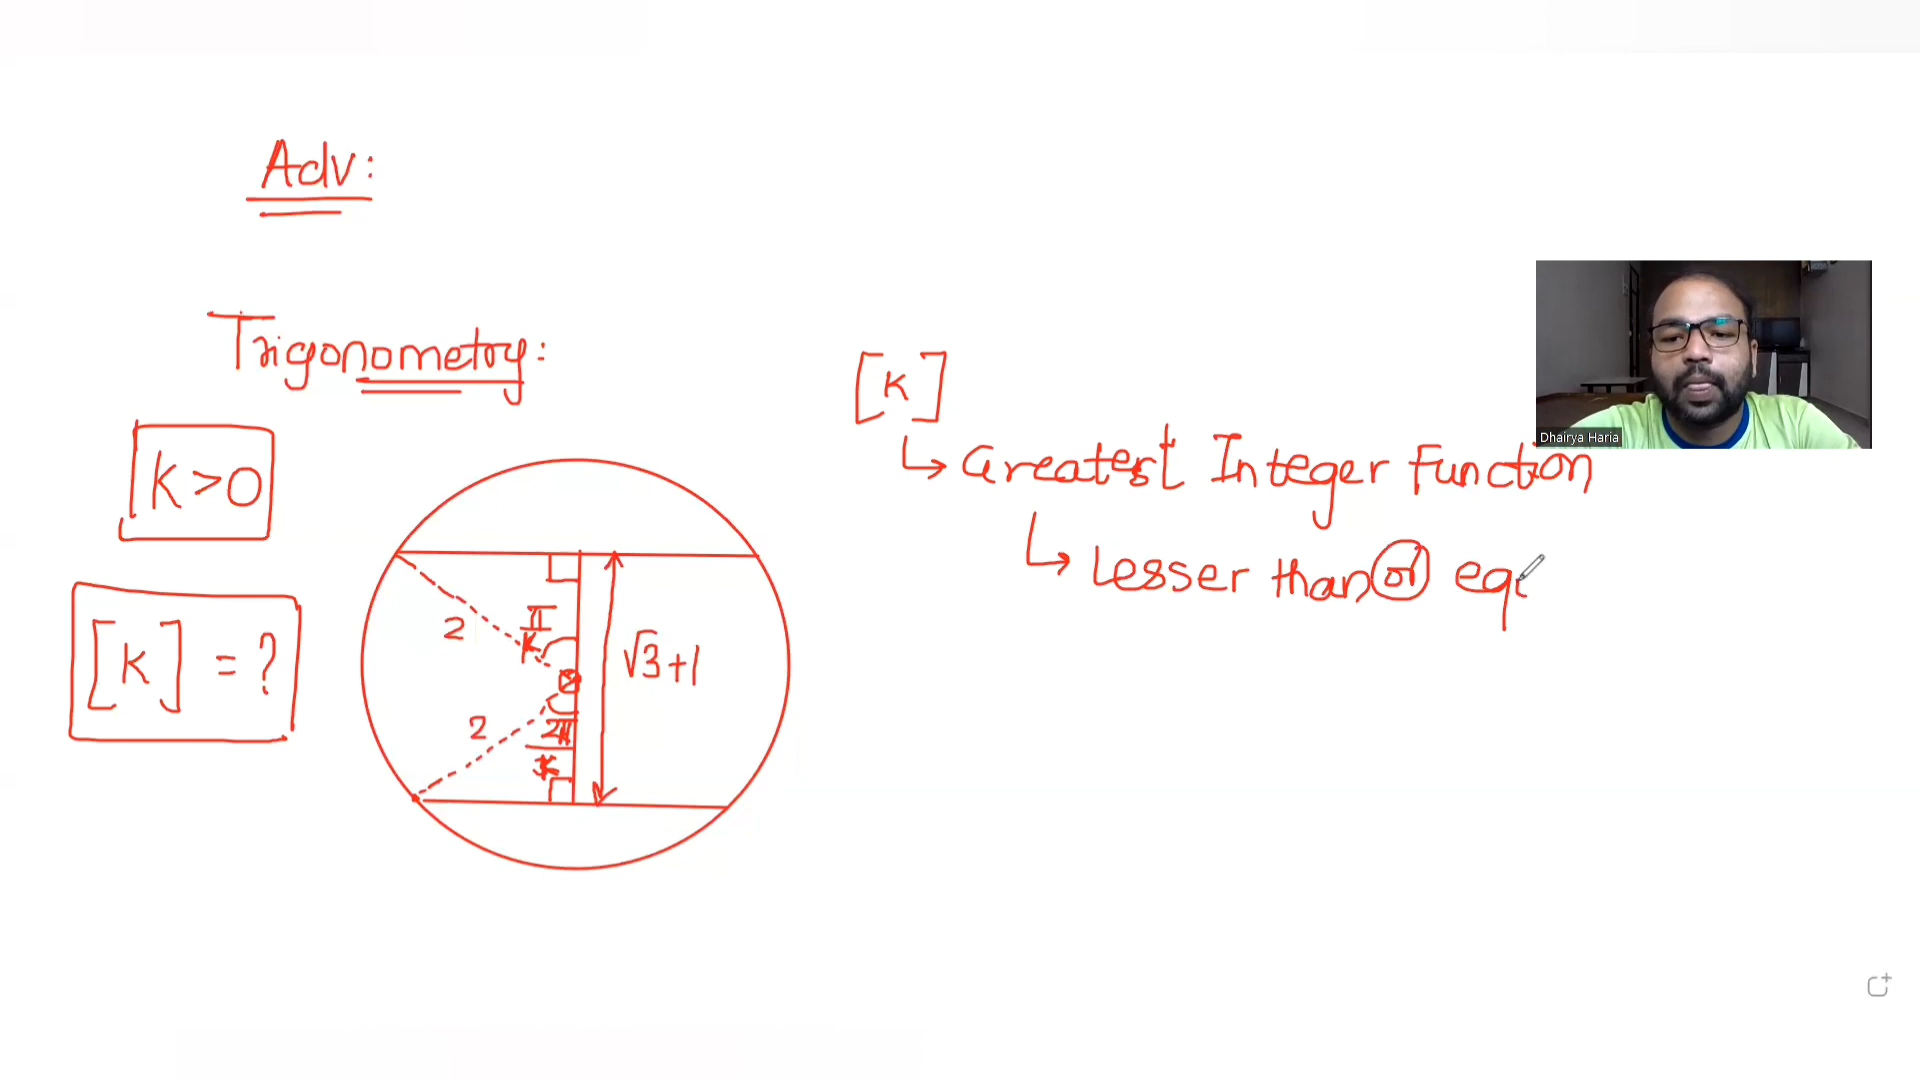 Adv:
Trigonometry:
K>0
[K] = ?
2
π
K
√3+1
2
2π
K
[K]
↳ Greatest Integer Function
↳ Lesser than or eq
Dhairya Haria